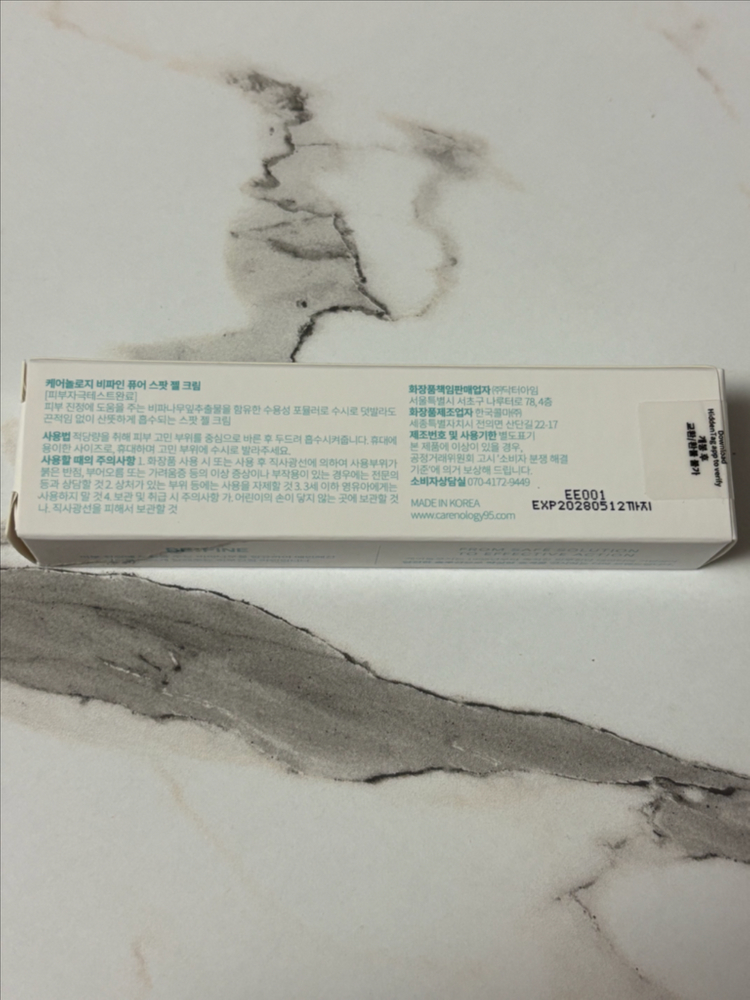 케어놀로지 비파인 퓨어 스팟 젤 크림
[피부자극테스트완료]
피부 진정에 도움을 주는 비파나무잎추출물을 함유한 수용성 포뮬러로 수시로 덧발라도
끈적임 없이 산뜻하게 흡수되는 스팟 젤 크림
사용법 적당량을 취해 피부 고민 부위를 중심으로 바른 후 두드려 흡수시켜줍니다. 휴대에
용이한 사이즈로, 휴대하며 고민 부위에 수시로 발라주세요.
사용할 때의 주의사항 1. 화장품 사용 시 또는 사용 후 직사광선에 의하여 사용부위가
붉은 반점, 부어오름 또는 가려움증 등의 이상 증상이나 부작용이 있는 경우에는 전문의
등과 상담할 것 2. 상처가 있는 부위 등에는 사용을 자제할 것 3. 3세 이하 영유아에게는
사용하지 말 것 4. 보관 및 취급 시 주의사항 가. 어린이의 손이 닿지 않는 곳에 보관할 것
나. 직사광선을 피해서 보관할 것
화장품책임판매업자 ㈜닥터아임
서울특별시 서초구 나루터로 78, 4층
화장품제조업자 한국콜마㈜
세종특별자치시 전의면 산단길 22-17
제조번호 및 사용기한 별도표기
본 제품에 이상이 있을 경우,
공정거래위원회 고시 '소비자 분쟁 해결
기준'에 의거 보상해 드립니다.
소비자상담실 070-4172-9449
MADE IN KOREA
www.carenology95.com
EE001
EXP20280512까지
Download
HiddenTag app to verify
개봉 후
교환/환불 불가
RE:FINE
FROM SAFE SOLUTION